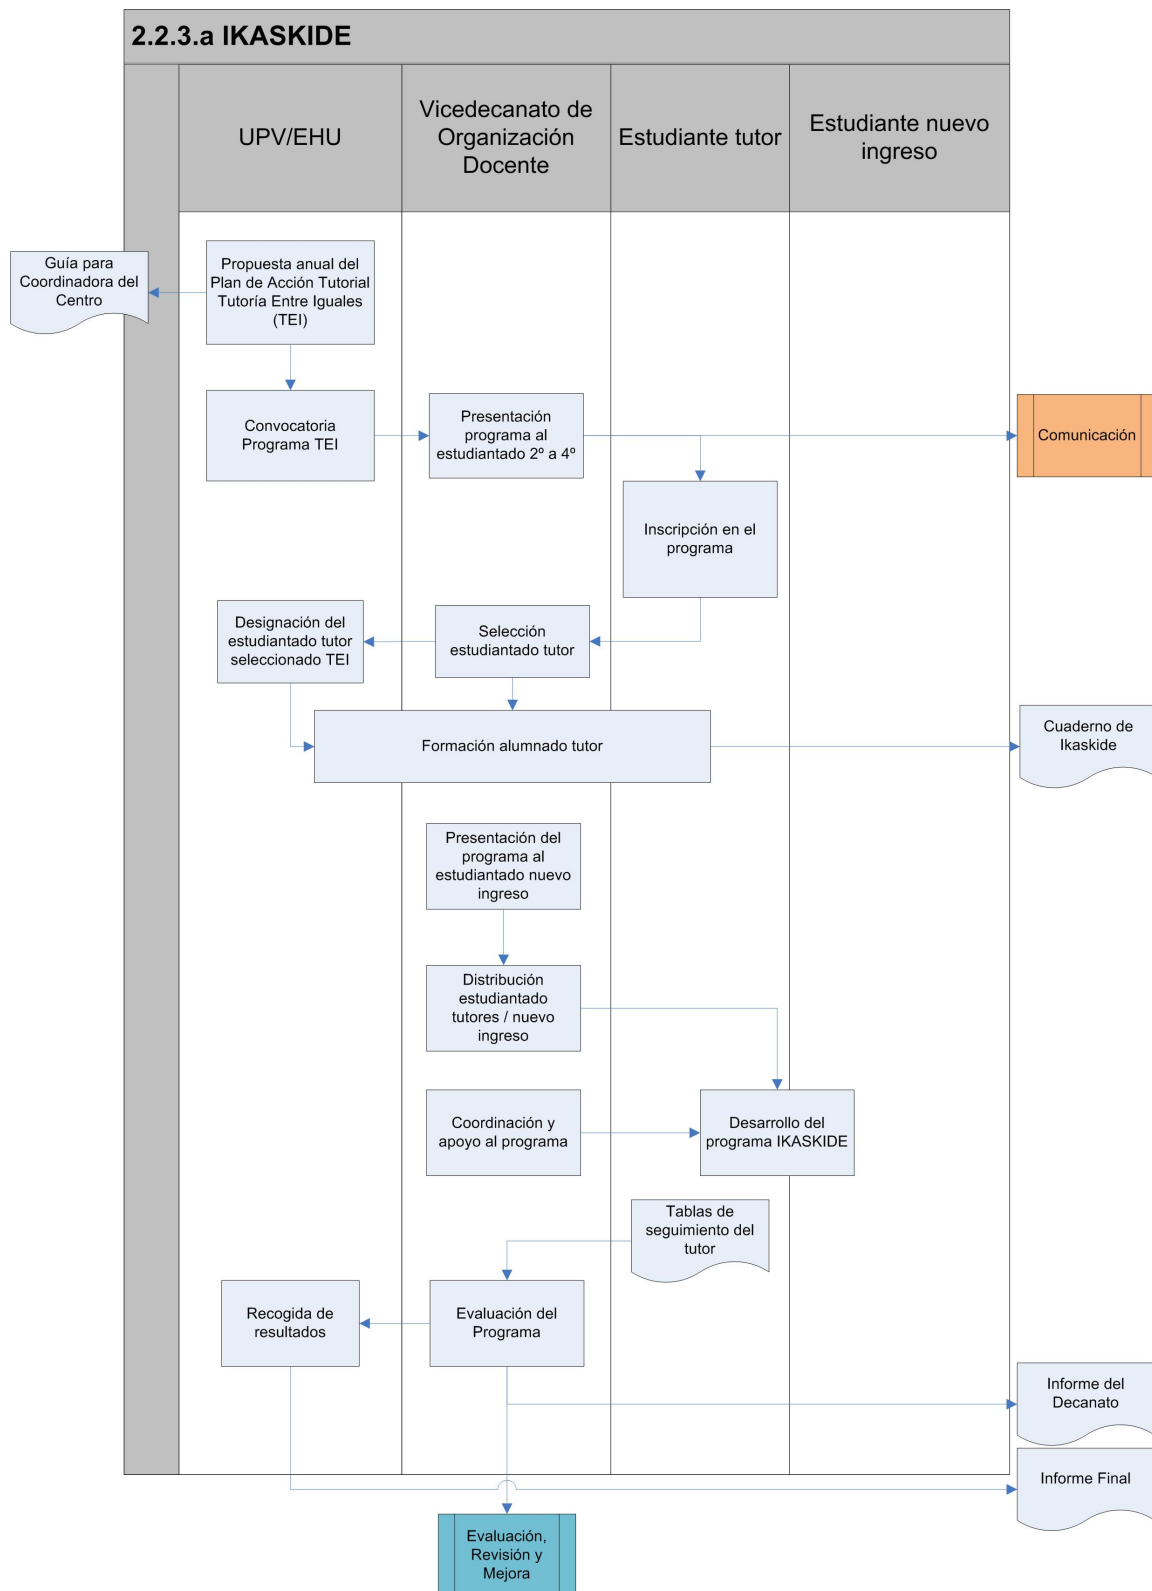 2.2.3.a IKASKIDE
UPV/EHU
Vicedecanato de
Organización
Docente
Estudiante tutor
Estudiante nuevo
ingreso
Guía para
Coordinadora del
Centro
Propuesta anual del
Plan de Acción Tutorial
Tutoría Entre Iguales
(TEI)
Convocatoria
Programa TEI
Presentación
programa al
estudiantado 2º a 4º
Comunicación
Inscripción en el
programa
Designación del
estudiantado tutor
seleccionado TEI
Selección
estudiantado tutor
Formación alumnado tutor
Cuaderno de
Ikaskide
Presentación del
programa al
estudiantado nuevo
ingreso
Distribución
estudiantado
tutores / nuevo
ingreso
Coordinación y
apoyo al programa
Desarrollo del
programa IKASKIDE
Tablas de
seguimiento del
tutor
Recogida de
resultados
Evaluación del
Programa
Informe del
Decanato
Informe Final
Evaluación,
Revisión y
Mejora